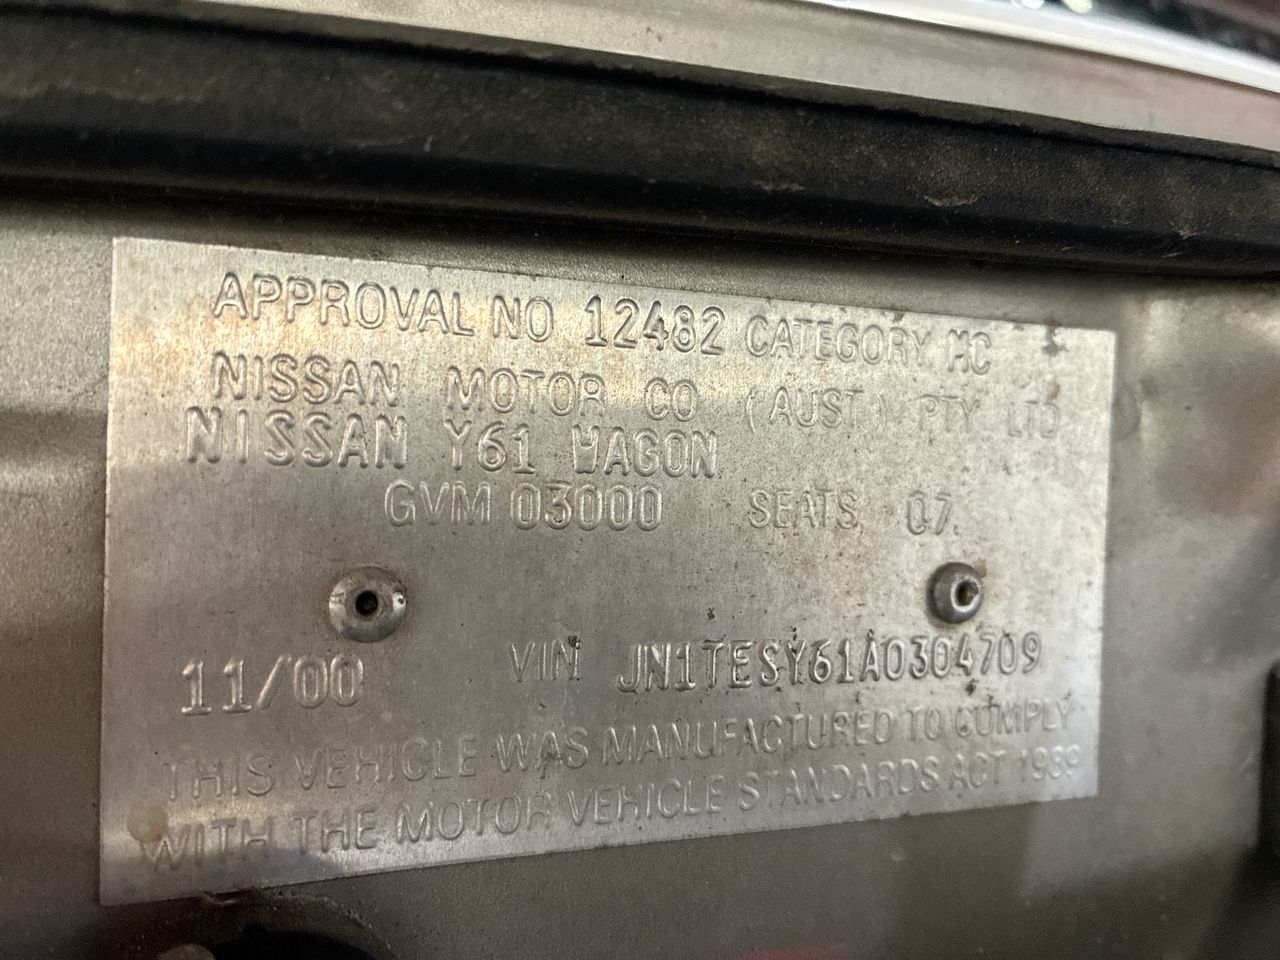 APPROVAL NO 12482 CATEGORY MC
NISSAN MOTOR CO (AUST) PTY LTD
NISSAN Y61 WAGON
GVM 03000 SEATS 07
11/00 VIN JN1TESY61A0304709
THIS VEHICLE WAS MANUFACTURED TO COMPLY
WITH THE MOTOR VEHICLE STANDARDS ACT 1989